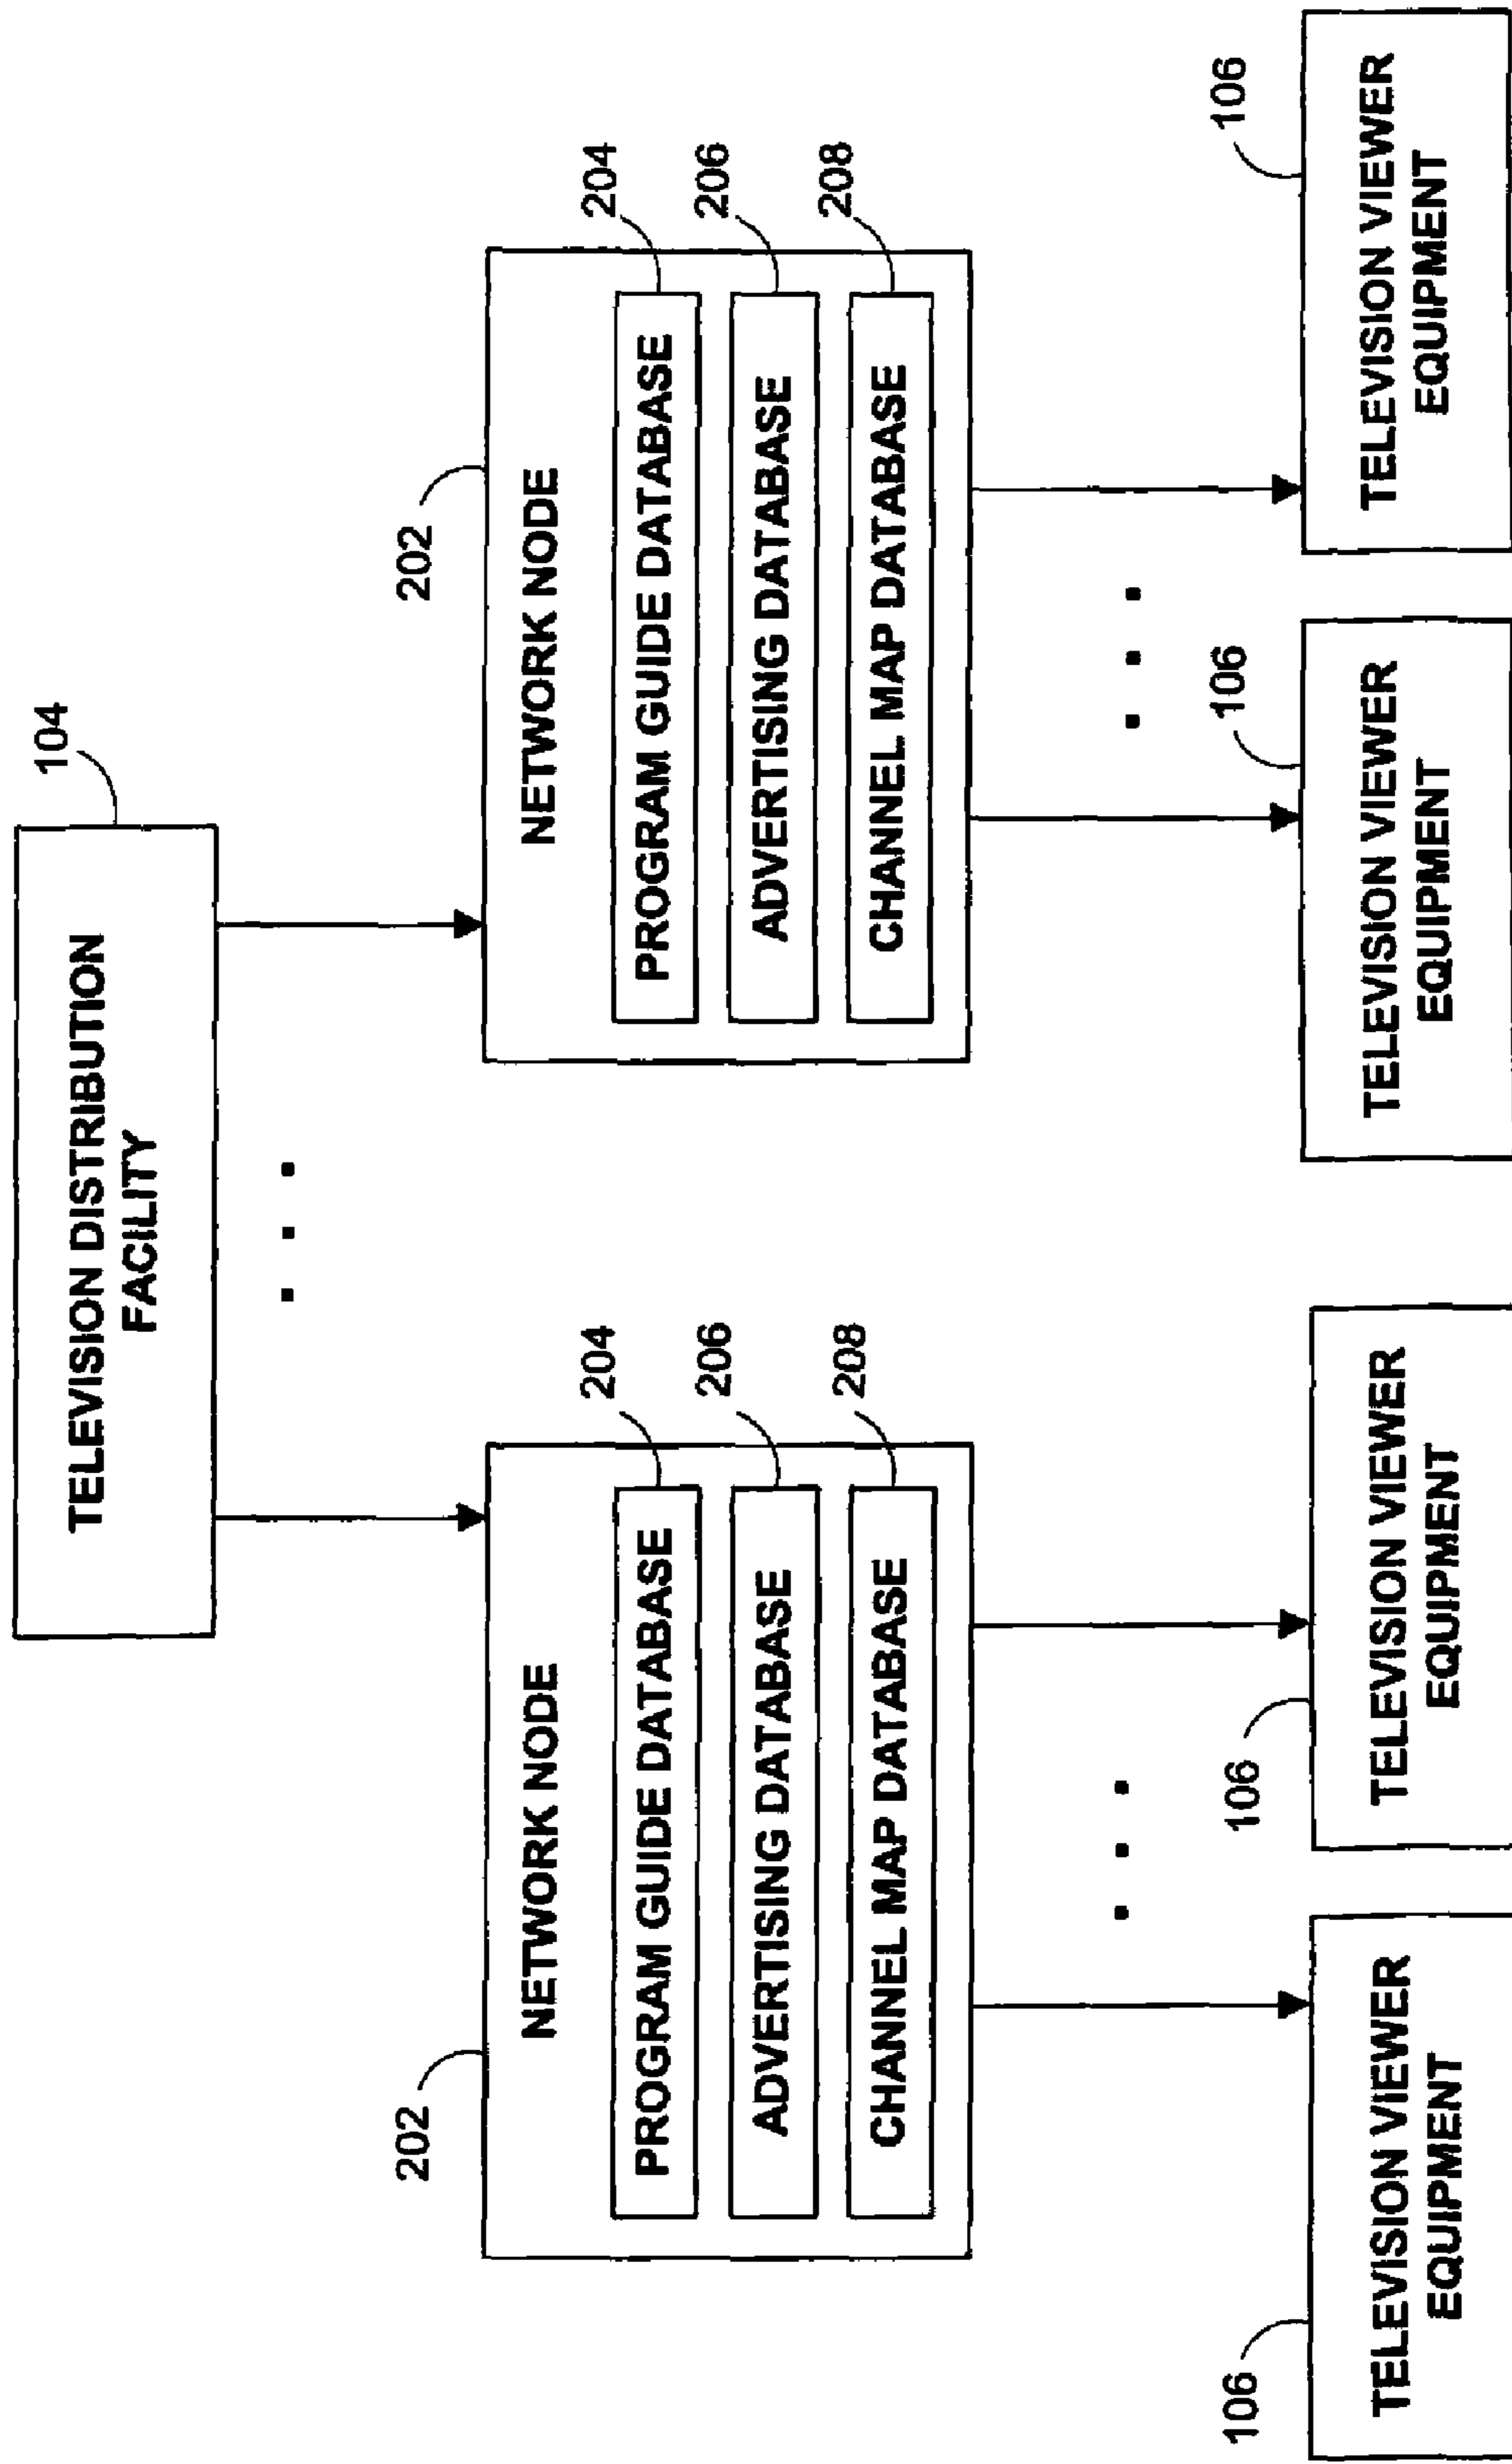 104
TELEVISION DISTRIBUTION
FACILITY
202
NETWORK NODE
204
PROGRAM GUIDE DATABASE
206
ADVERTISING DATABASE
208
CHANNEL MAP DATABASE
202
NETWORK NODE
204
PROGRAM GUIDE DATABASE
206
ADVERTISING DATABASE
208
CHANNEL MAP DATABASE
106
TELEVISION VIEWER
EQUIPMENT
106
TELEVISION VIEWER
EQUIPMENT
106
TELEVISION VIEWER
EQUIPMENT
106
TELEVISION VIEWER
EQUIPMENT